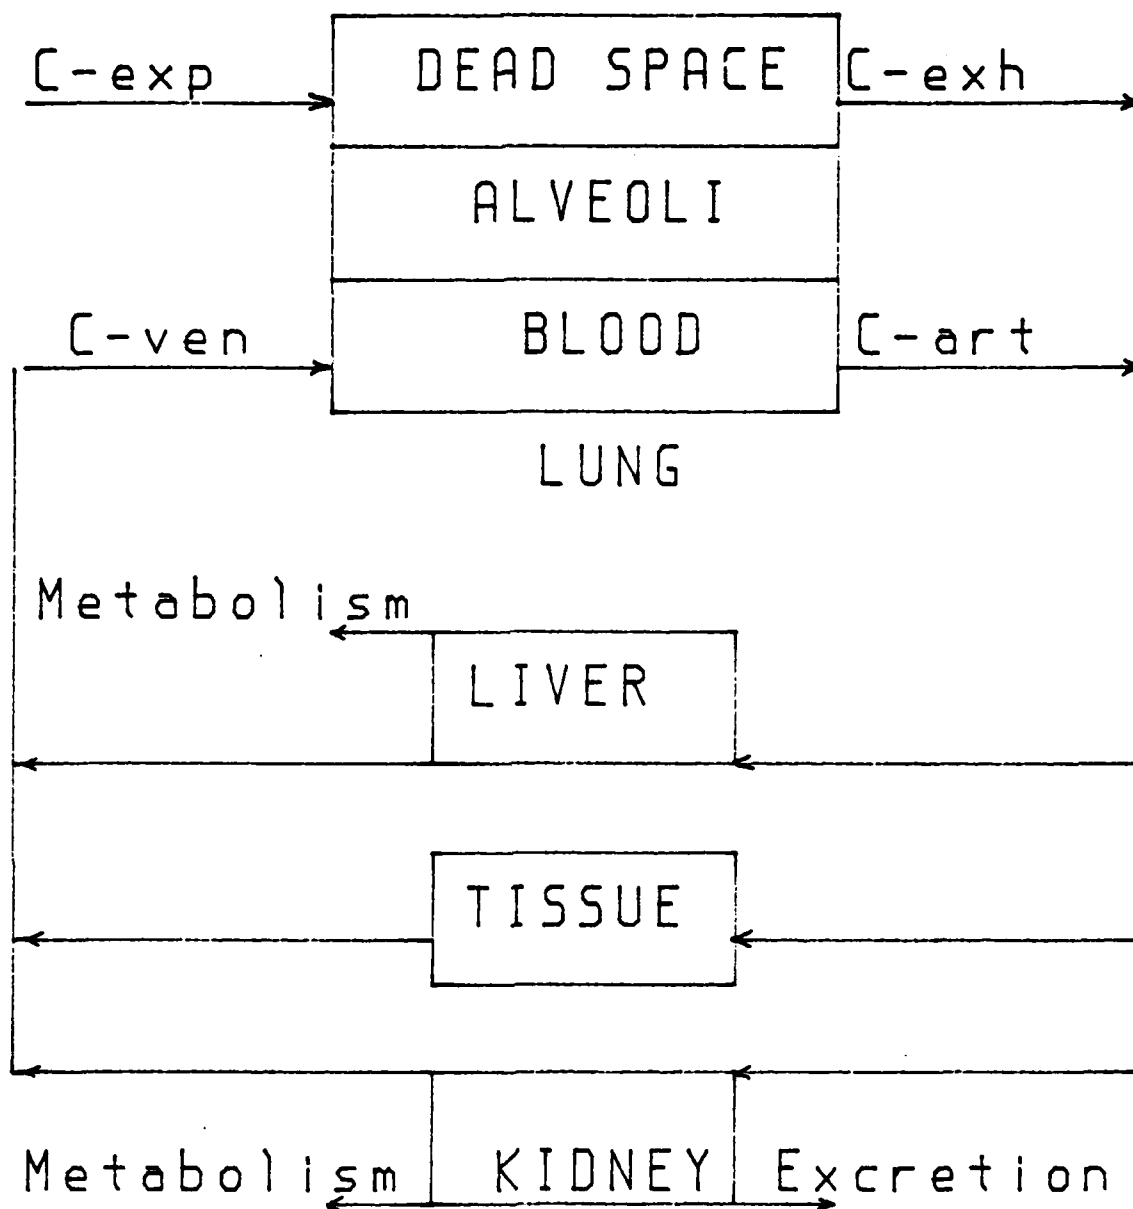 C-exp DEAD SPACE C-exh
ALVEOLI
C-ven BLOOD C-art
LUNG
Metabolism
LIVER
TISSUE
Metabolism KIDNEY Excretion